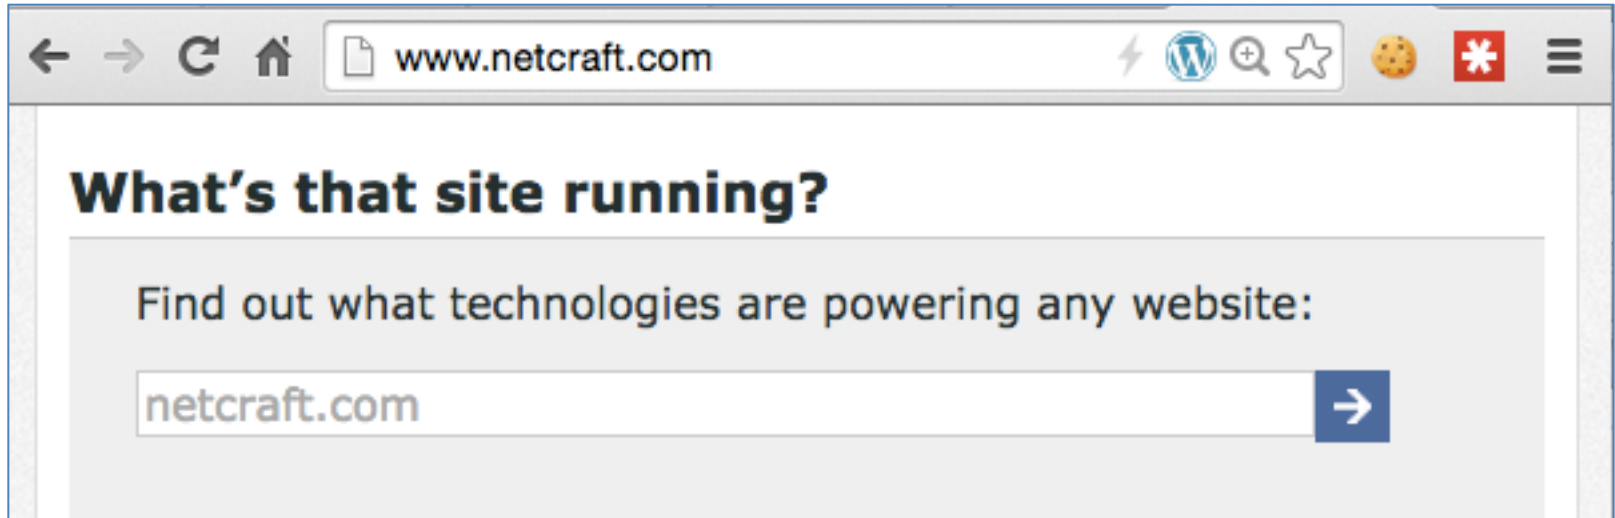 www.netcraft.com
What's that site running?
Find out what technologies are powering any website:
netcraft.com